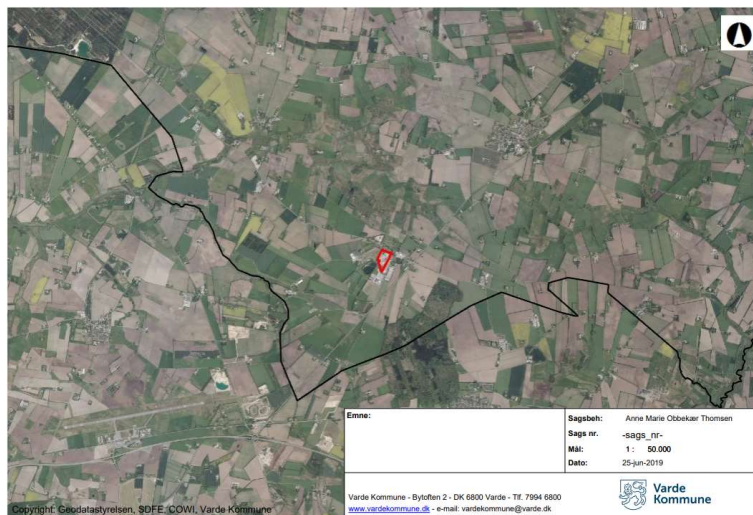 Emne:
Sagsbeh: Anne Marie Obbekær Thomsen
Sags nr. -sags_nr-
Mål: 1 : 50.000
Dato: 25-jun-2019
Varde Kommune - Bytoften 2 - DK 6800 Varde - Tlf. 7994 6800
www.vardekommune.dk - e-mail: vardekommune@varde.dk
Varde
Kommune
Copyright: Geodatastyrelsen, SDFE, COWI, Varde Kommune